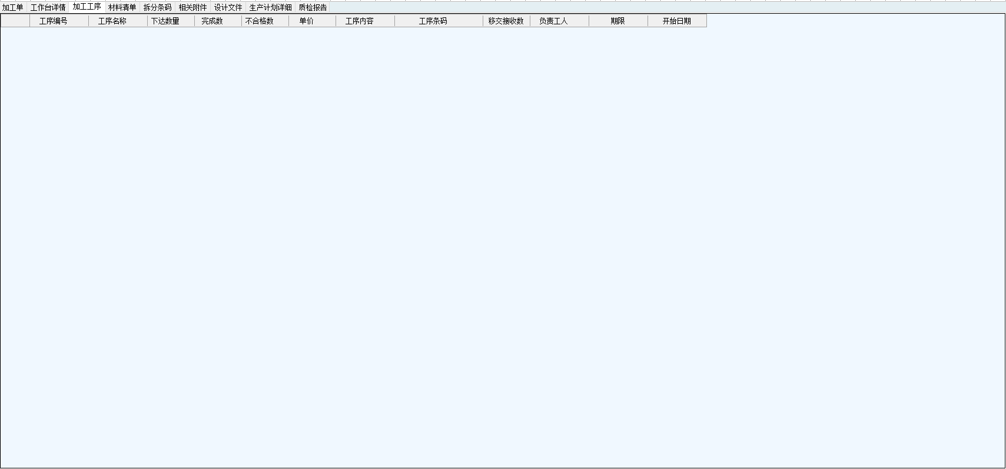 加工单 工作台详情 加工工序 材料清单 拆分条码 相关附件 设计文件 生产计划详细 质检报告
工序编号 工序名称 下达数量 完成数 不合格数 单价 工序内容 工序条码 移交接收数 负责工人 期限 开始日期